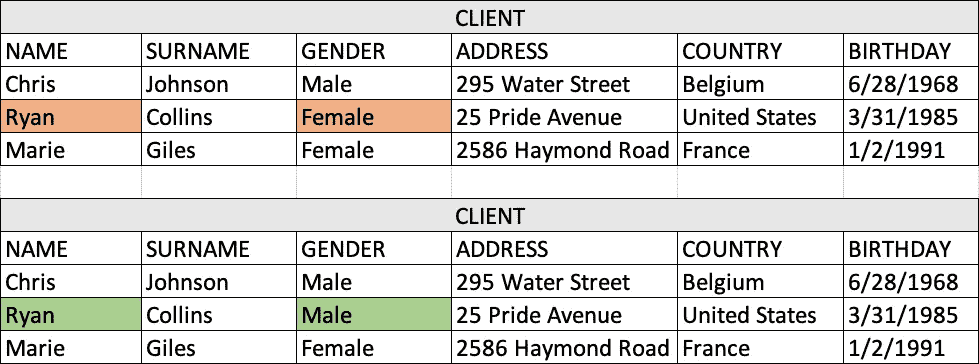 CLIENT
NAME SURNAME GENDER ADDRESS COUNTRY BIRTHDAY
Chris Johnson Male 295 Water Street Belgium 6/28/1968
Ryan Collins Female 25 Pride Avenue United States 3/31/1985
Marie Giles Female 2586 Haymond Road France 1/2/1991
CLIENT
NAME SURNAME GENDER ADDRESS COUNTRY BIRTHDAY
Chris Johnson Male 295 Water Street Belgium 6/28/1968
Ryan Collins Male 25 Pride Avenue United States 3/31/1985
Marie Giles Female 2586 Haymond Road France 1/2/1991